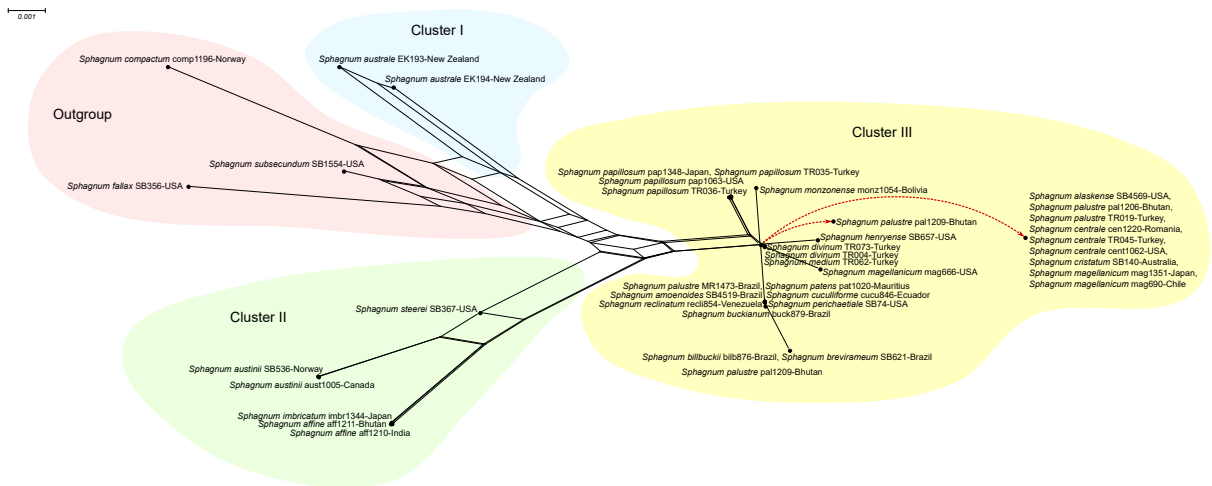 0.001
Cluster I
Sphagnum compactum comp1196-Norway
Sphagnum australe EK193-New Zealand
Sphagnum australe EK194-New Zealand
Outgroup
Sphagnum subsecundum SB1554-USA
Sphagnum fallax SB356-USA
Cluster III
Sphagnum papillosum pap1348-Japan, Sphagnum papillosum TR035-Turkey
Sphagnum papillosum pap1063-USA
Sphagnum papillosum TR036-Turkey
Sphagnum monzonense monz1054-Bolivia
Sphagnum palustre pal1209-Bhutan
Sphagnum henryense SB657-USA
Sphagnum divinum TR073-Turkey
Sphagnum divinum TR004-Turkey
Sphagnum medium TR062-Turkey
Sphagnum magellanicum mag666-USA
Sphagnum alaskense SB4569-USA,
Sphagnum palustre pal1206-Bhutan,
Sphagnum palustre TR019-Turkey,
Sphagnum centrale cen1220-Romania,
Sphagnum centrale TR045-Turkey,
Sphagnum centrale cent1062-USA,
Sphagnum cristatum SB140-Australia,
Sphagnum magellanicum mag1351-Japan,
Sphagnum magellanicum mag690-Chile
Sphagnum palustre MR1473-Brazil, Sphagnum patens pat1020-Mauritius
Sphagnum amoenoides SB4519-Brazil Sphagnum cuculliforme cucu846-Ecuador
Sphagnum reclinatum recli854-Venezuela Sphagnum perichaetiale SB74-USA
Sphagnum buckianum buck879-Brazil
Sphagnum billbuckii bilb876-Brazil, Sphagnum brevirameum SB621-Brazil
Sphagnum palustre pal1209-Bhutan
Cluster II
Sphagnum steerei SB367-USA
Sphagnum austinii SB536-Norway
Sphagnum austinii aust1005-Canada
Sphagnum imbricatum imbr1344-Japan
Sphagnum affine aff1211-Bhutan
Sphagnum affine aff1210-India